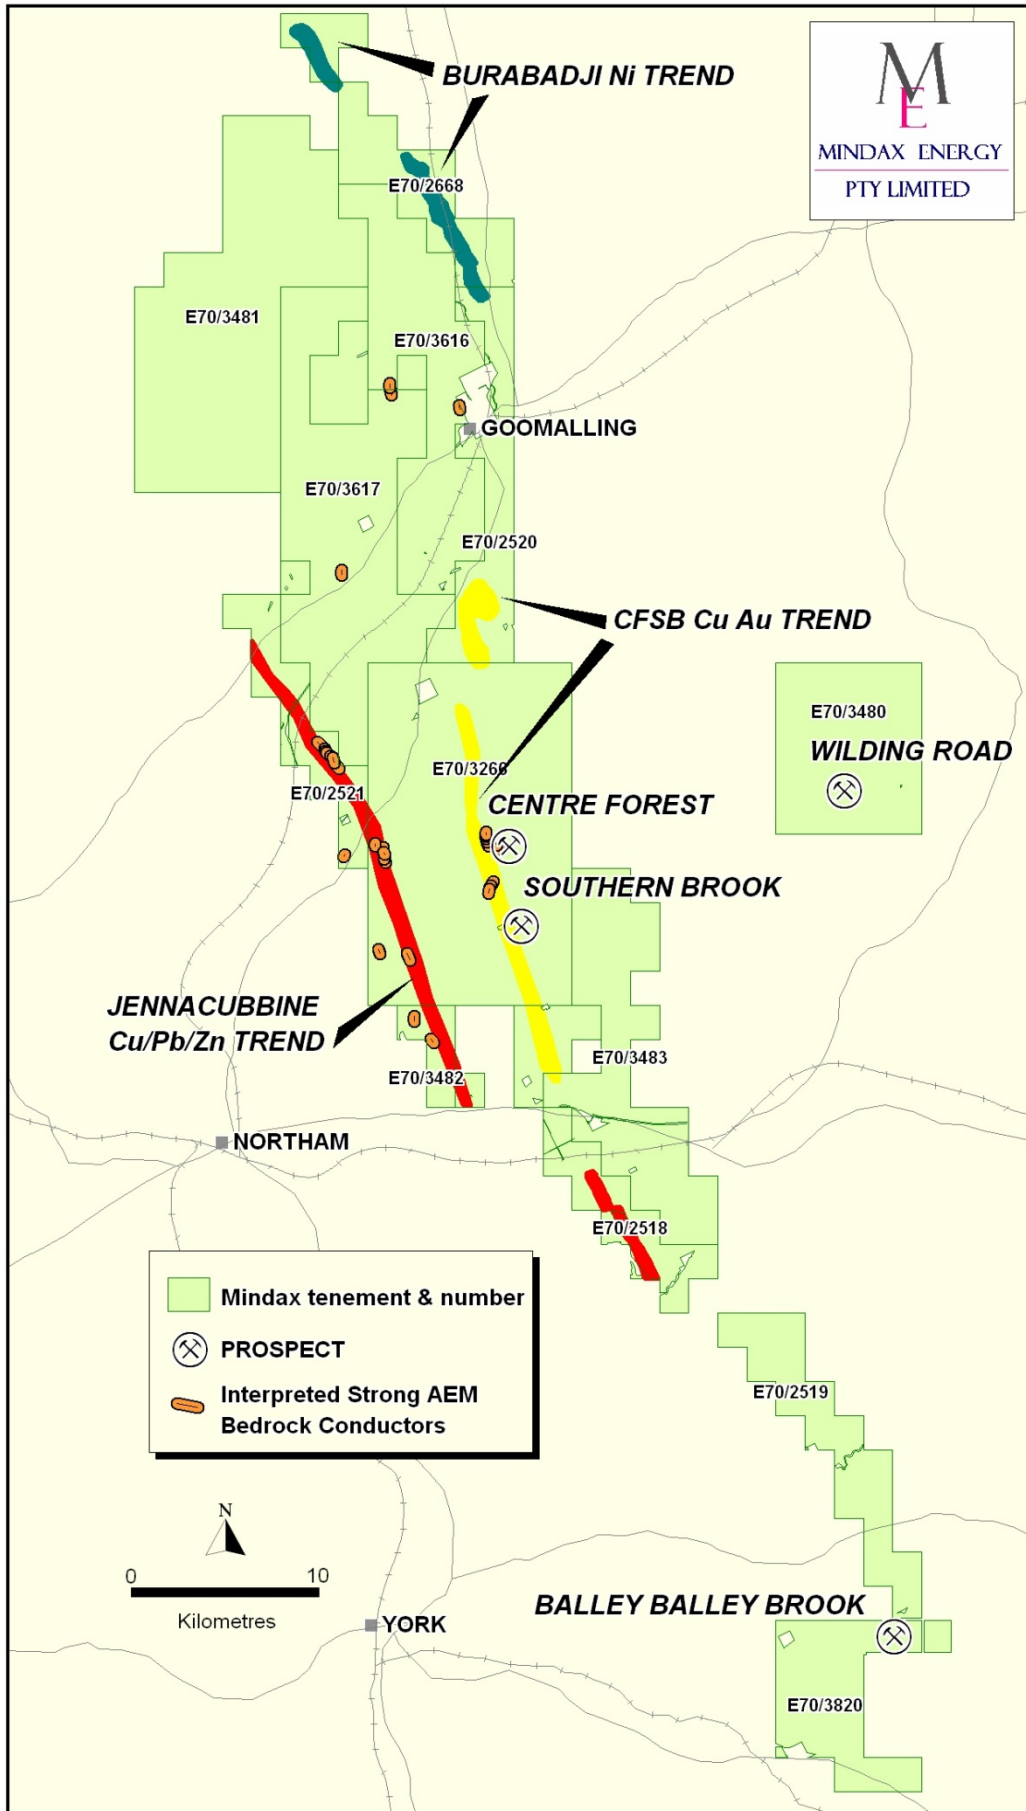 ME
MINDAX ENERGY
PTY LIMITED
BURABADJI Ni TREND
E70/2668
E70/3481
E70/3616
GOOMALLING
E70/3617
E70/2520
CFSB Cu Au TREND
E70/3480
WILDING ROAD
E70/3266
E70/2521
CENTRE FOREST
SOUTHERN BROOK
JENNACUBBINE
Cu/Pb/Zn TREND
E70/3483
E70/3482
NORTHAM
E70/2518
Mindax tenement & number
PROSPECT
Interpreted Strong AEM
Bedrock Conductors
E70/2519
N
0 10
Kilometres
BALLEY BALLEY BROOK
YORK
E70/3820